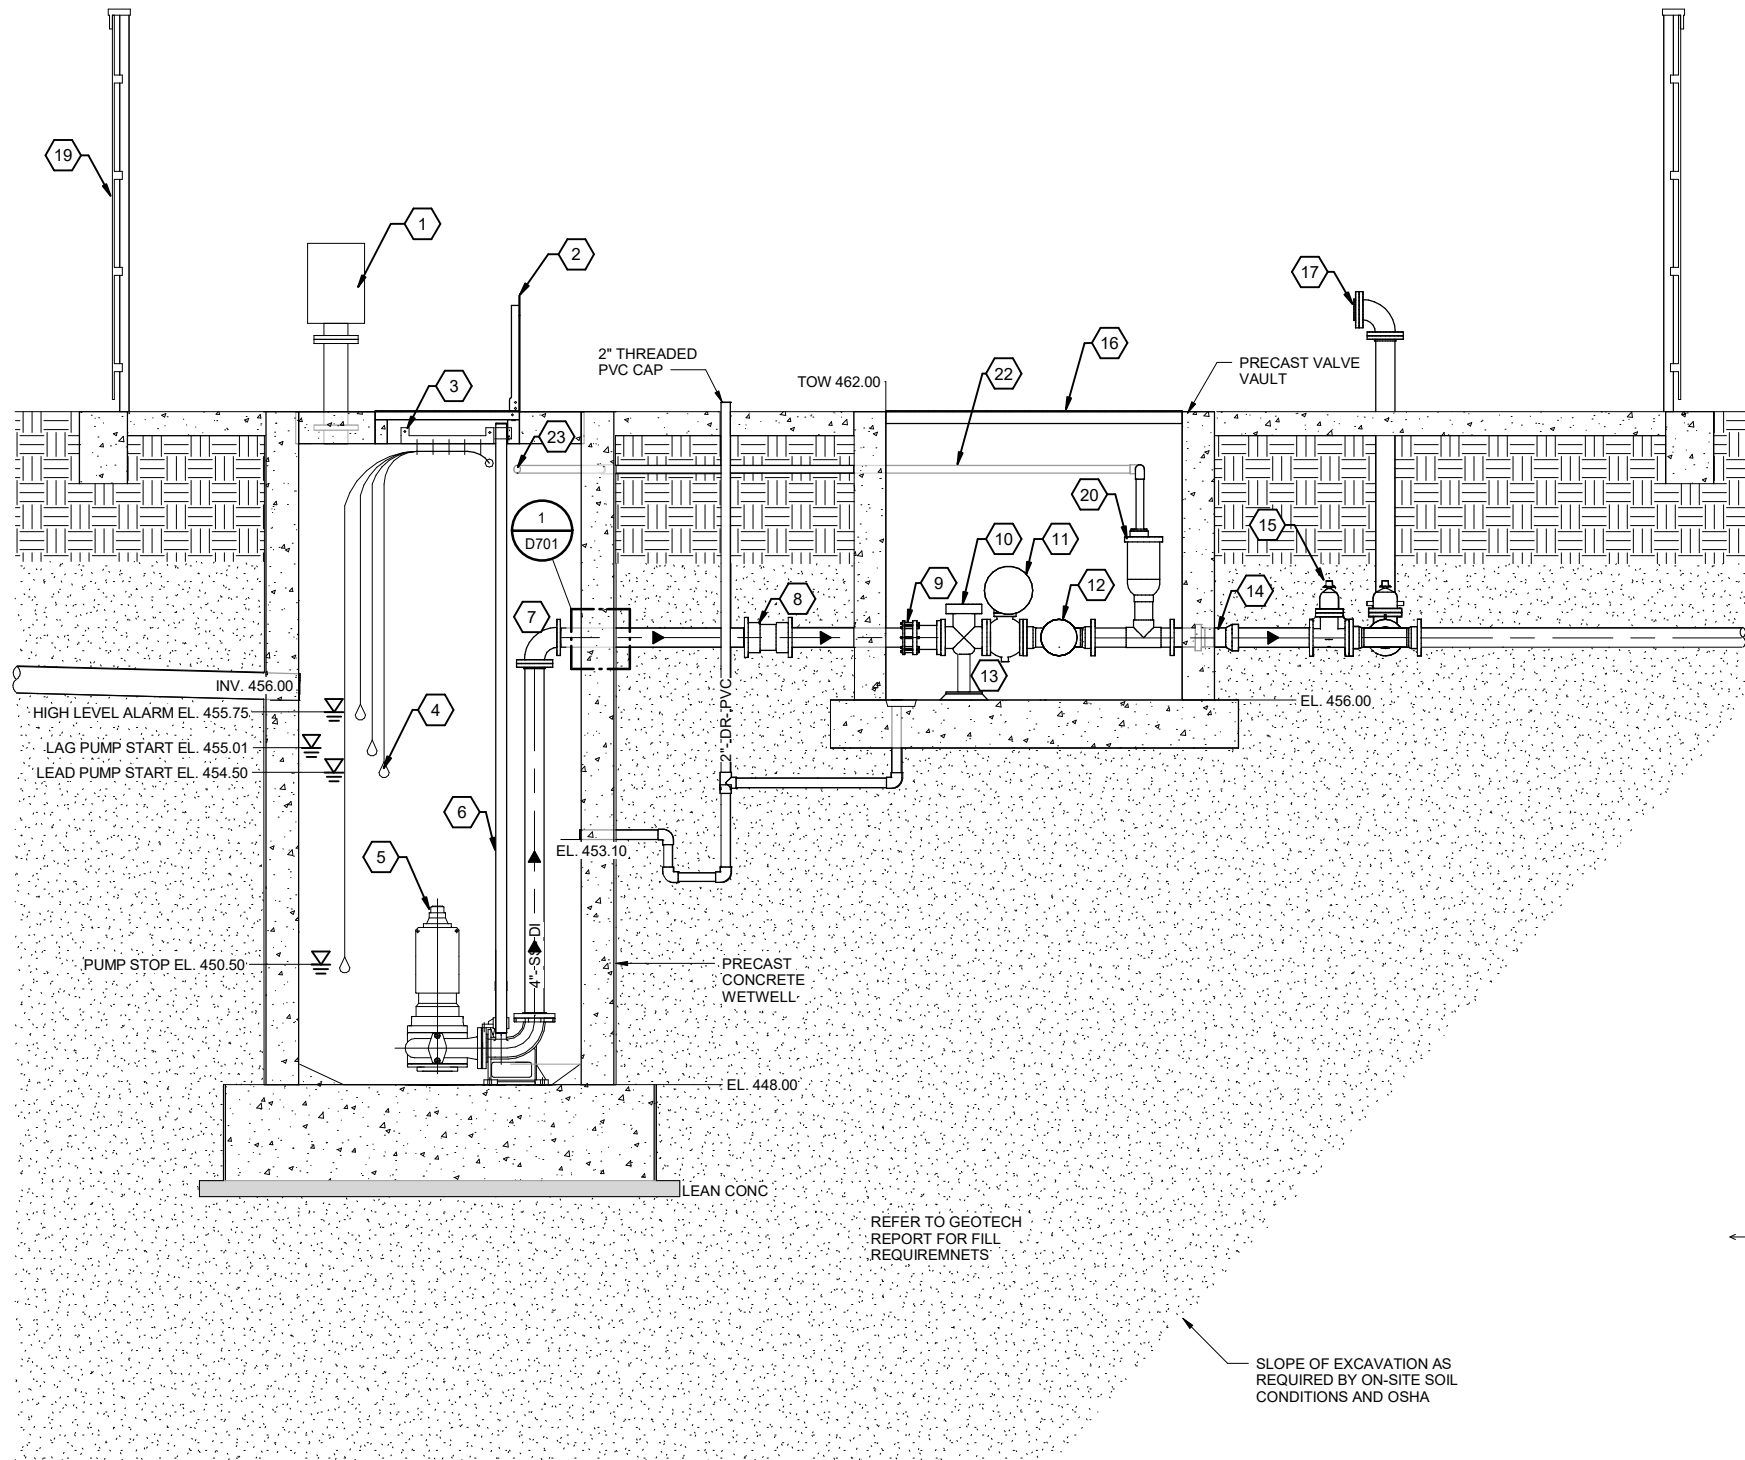 19
1
2
17
2" THREADED
PVC CAP
16
PRECAST VALVE
VAULT
TOW 462.00
22
3
23
20
1
D701
15
10
11
9
12
8
14
7
13
INV. 456.00
2"-DR-PVC
EL. 456.00
HIGH LEVEL ALARM EL. 455.75
4
LAG PUMP START EL. 455.01
LEAD PUMP START EL. 454.50
6
EL. 453.10
5
4"-SS-DI
PUMP STOP EL. 450.50
PRECAST
CONCRETE
WETWELL
EL. 448.00
LEAN CONC
REFER TO GEOTECH
REPORT FOR FILL
REQUIREMNETS
SLOPE OF EXCAVATION AS
REQUIRED BY ON-SITE SOIL
CONDITIONS AND OSHA